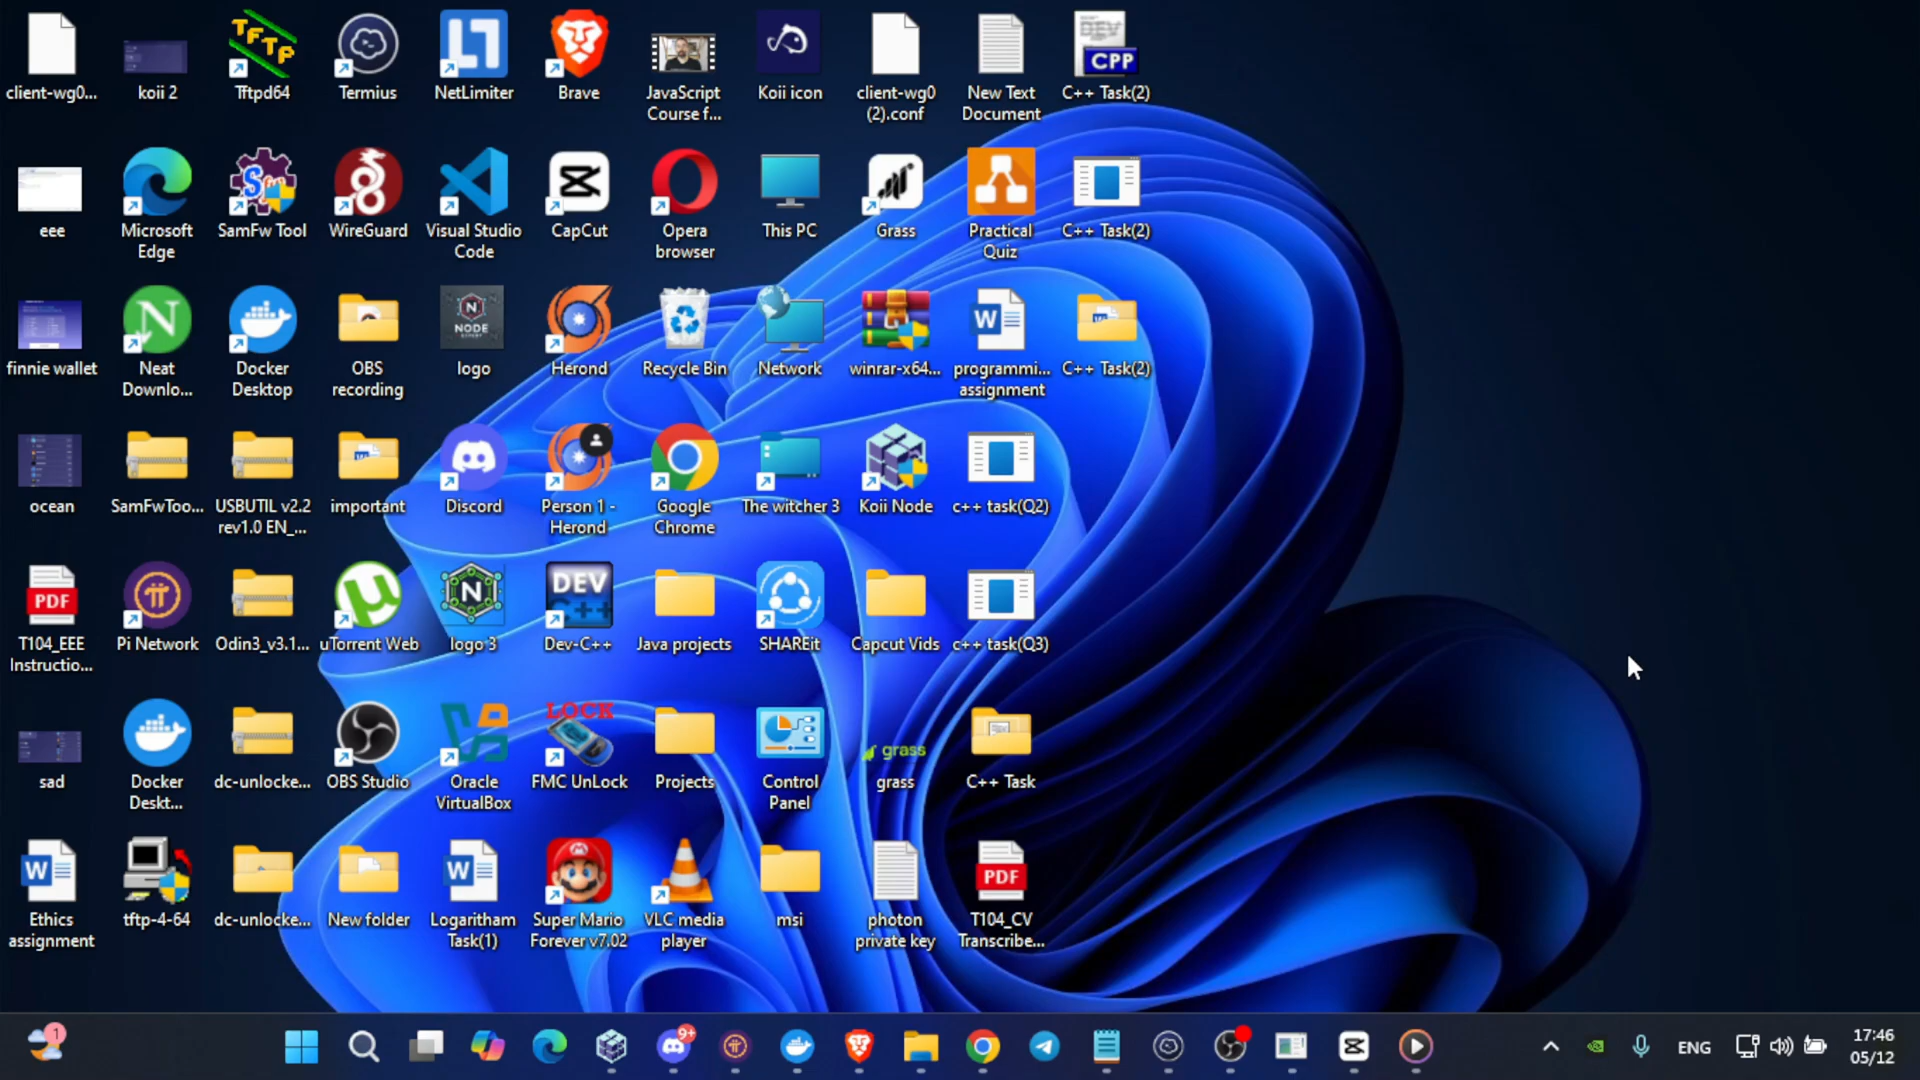 client-wg0...
koii 2
TFTP
Tftpd64
Termius
NetLimiter
Brave
JavaScript
Course f...
Koii icon
client-wg0
(2).conf
New Text
Document
DEV
CPP
C++ Task(2)
eee
Microsoft
Edge
SamFw Tool
WireGuard
Visual Studio
Code
CapCut
Opera
browser
This PC
Grass
Practical
Quiz
C++ Task(2)
finnie wallet
Neat
Downlo...
Docker
Desktop
OBS
recording
NODE
logo
Herond
Recycle Bin
Network
winrar-x64...
programmi...
assignment
C++ Task(2)
ocean
SamFwToo...
USBUTIL v2.2
rev1.0 EN_...
important
Discord
Person 1 -
Herond
Google
Chrome
The witcher 3
Koii Node
c++ task(Q2)
PDF
T104_EEE
Instructio...
Pi Network
Odin3_v3.1...
uTorrent Web
logo 3
DEV
C++
Dev-C++
Java projects
SHAREit
Capcut Vids
c++ task(Q3)
sad
Docker
Deskt...
dc-unlocke...
OBS Studio
Oracle
VirtualBox
LOCK
FMC UnLock
Projects
Control
Panel
grass
grass
C++ Task
Ethics
assignment
tftp-4-64
dc-unlocke...
New folder
Logaritham
Task(1)
Super Mario
Forever v7.02
VLC media
player
msi
photon
private key
PDF
T104_CV
Transcribe...
1
9+
ENG
17:46
05/12